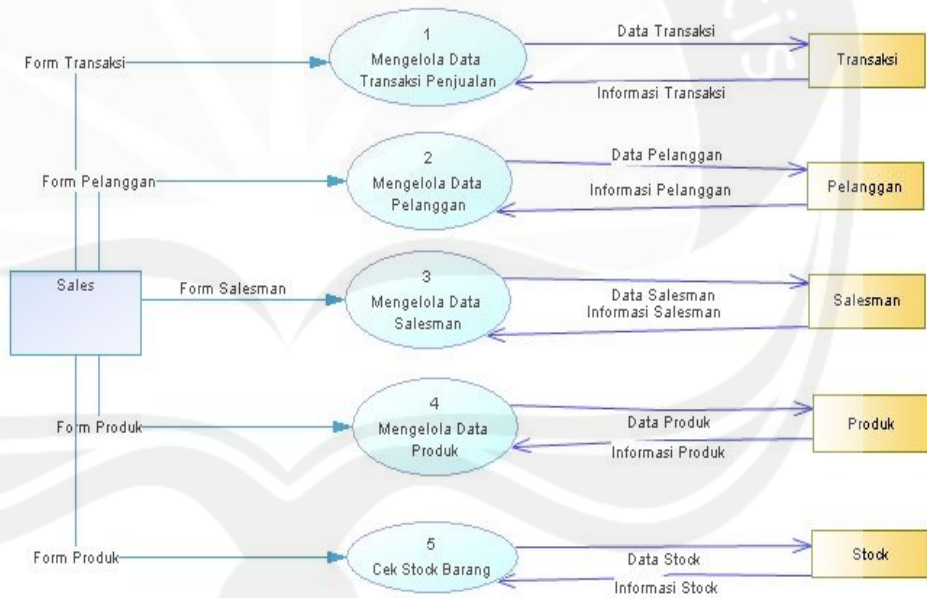 1
Mengelola Data
Transaksi Penjualan
Form Transaksi
Data Transaksi
Informasi Transaksi
Transaksi
2
Mengelola Data
Pelanggan
Form Pelanggan
Data Pelanggan
Informasi Pelanggan
Pelanggan
Sales
Form Salesman
3
Mengelola Data
Salesman
Data Salesman
Informasi Salesman
Salesman
Form Produk
4
Mengelola Data
Produk
Data Produk
Informasi Produk
Produk
Form Produk
5
Cek Stock Barang
Data Stock
Informasi Stock
Stock